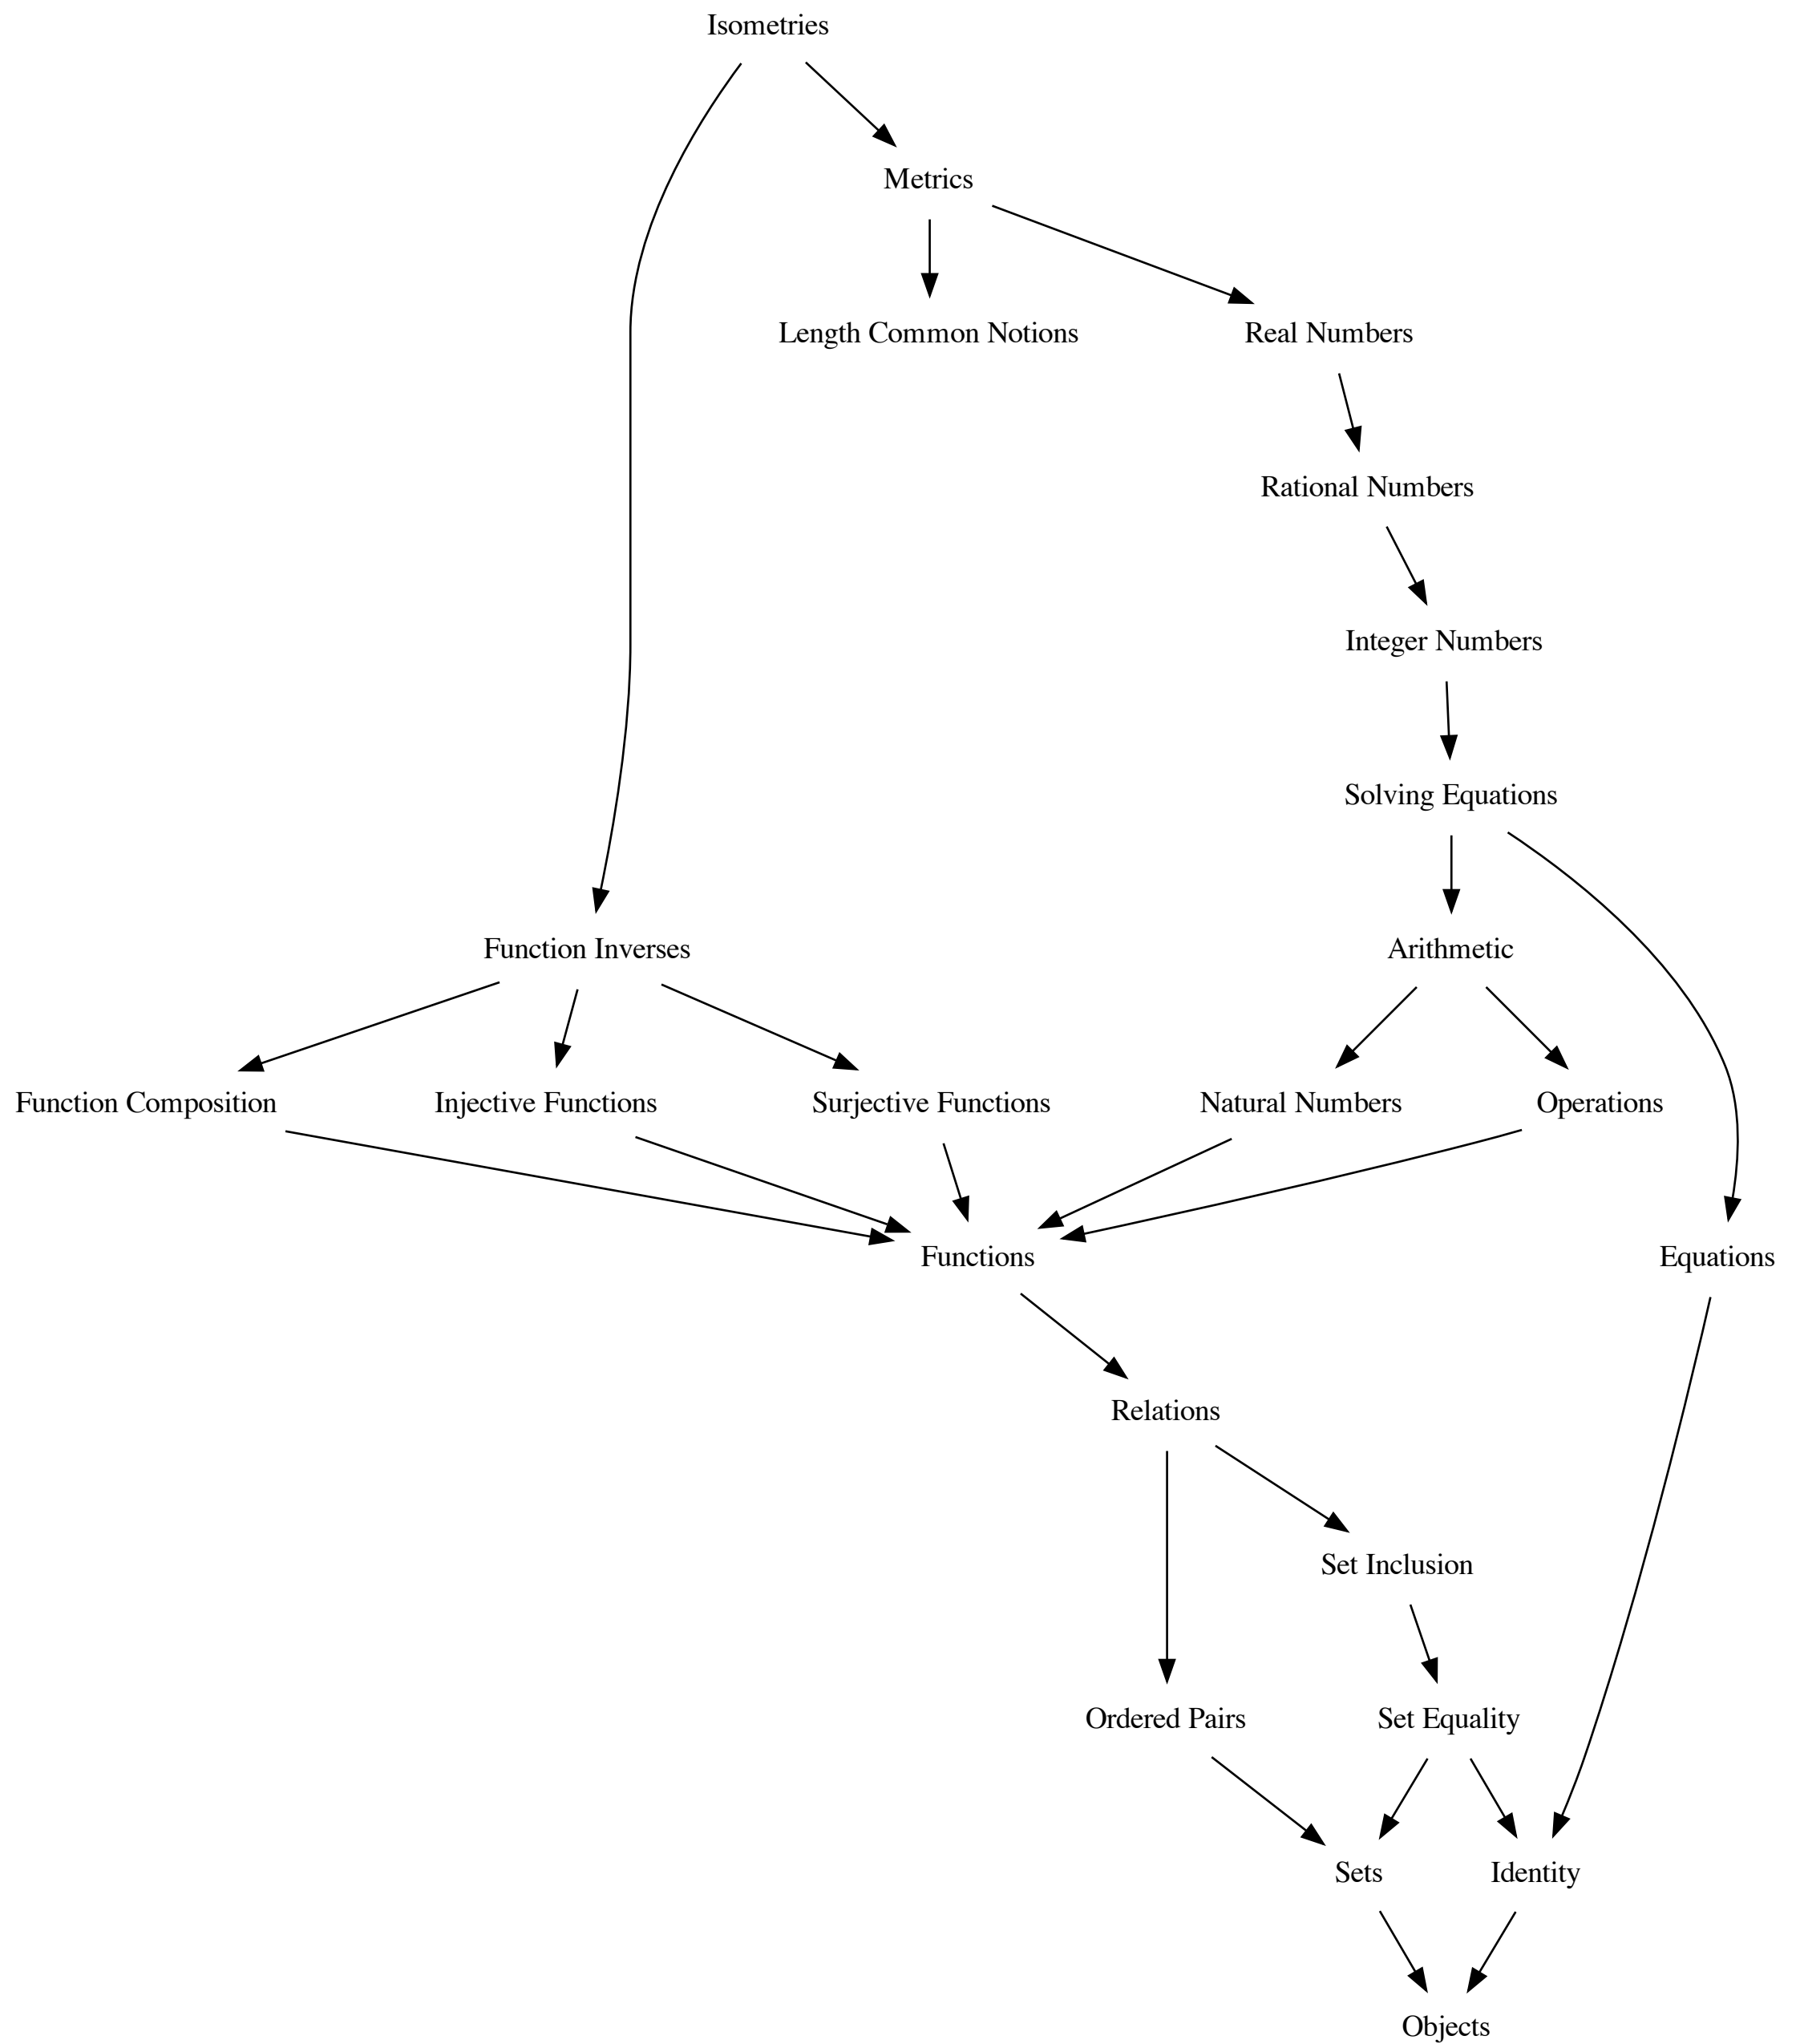 Isometries
Metrics
Length Common Notions
Real Numbers
Rational Numbers
Integer Numbers
Solving Equations
Function Inverses
Arithmetic
Function Composition
Injective Functions
Surjective Functions
Natural Numbers
Operations
Functions
Equations
Relations
Set Inclusion
Ordered Pairs
Set Equality
Sets
Identity
Objects